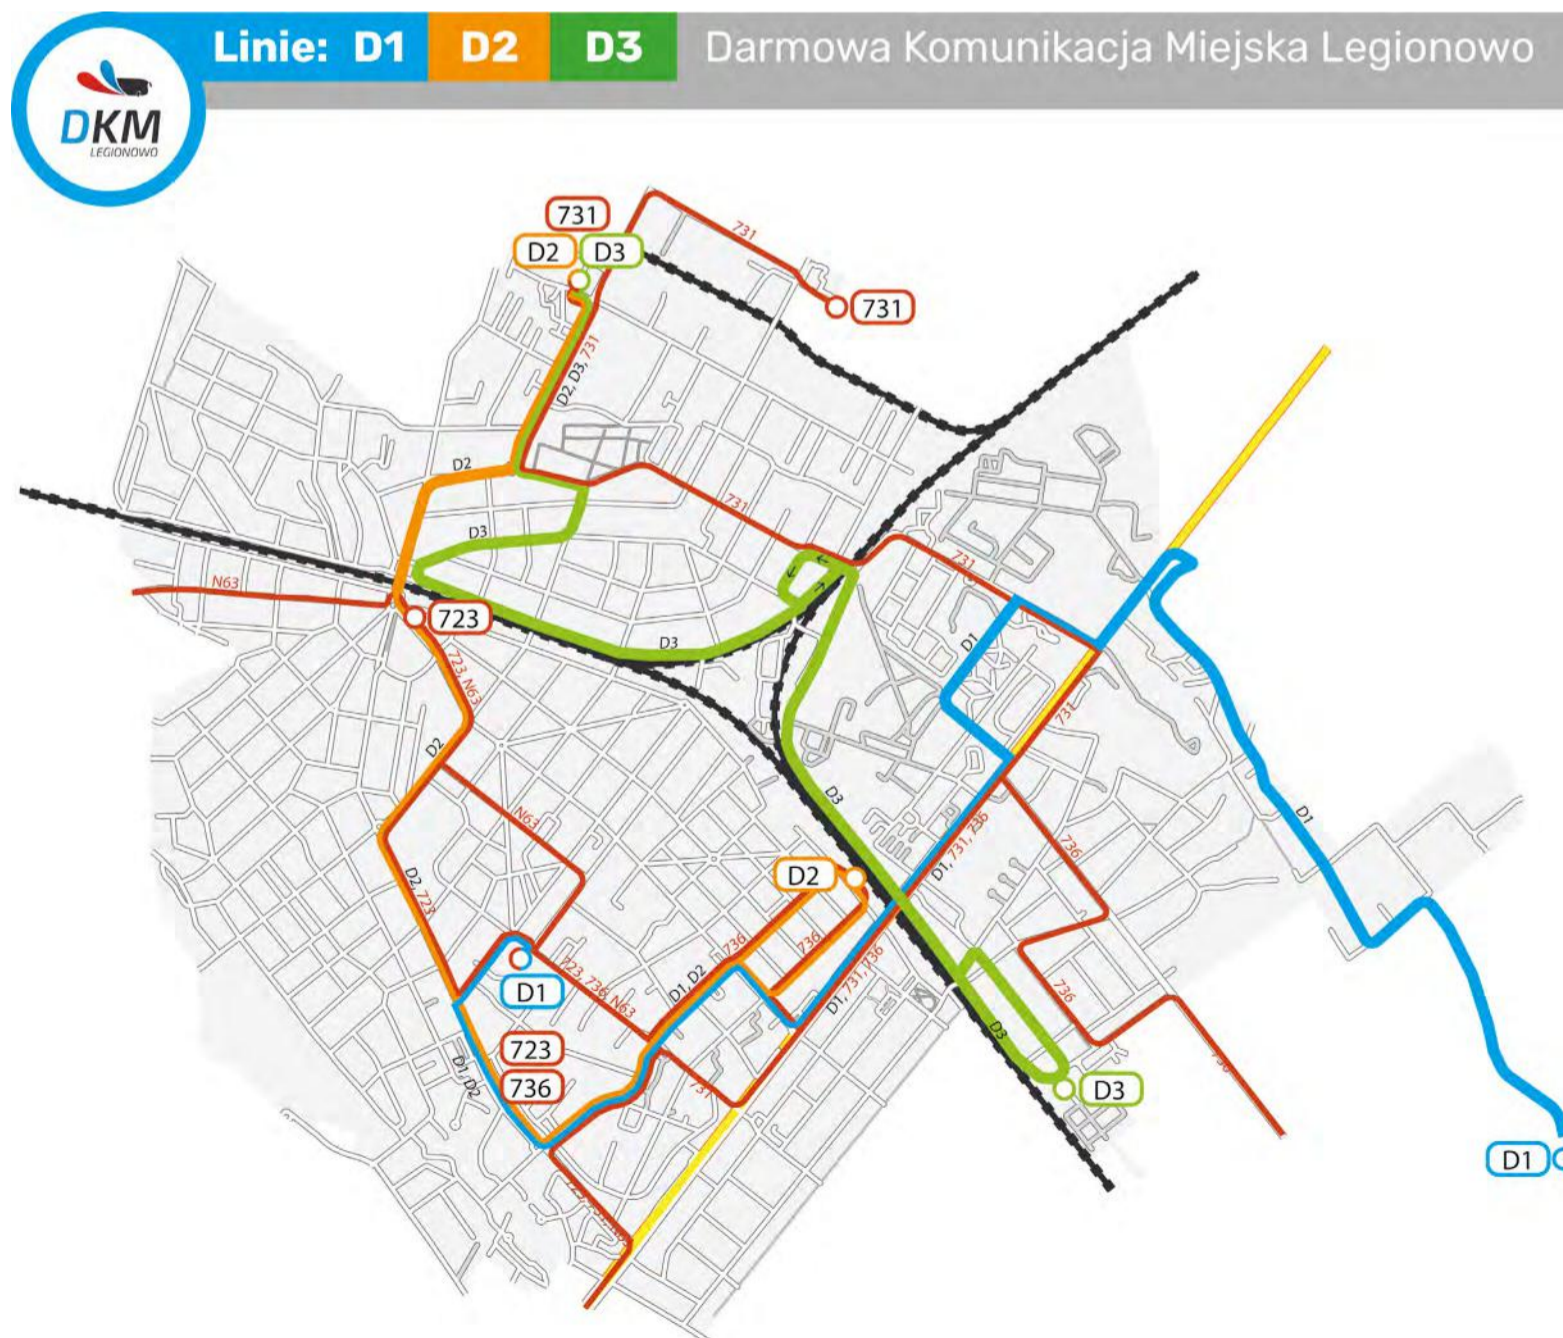 Linie: D1 D2 D3 Darmowa Komunikacja Miejska Legionowo
DKM
LEGIONOWO
731
D2 D3
731
731
D2, D3, 731
D2
731
D3
731
N63
723
D3
D1
723, N63
731
D2
D3
D1
N63
D1, 731, 736
736
D2
D2, 723
736
736
D1, D2
D1
723, 736, N63
D1, 731, 736
736
D3
723
D1, D2
736
731
D3
736
D1